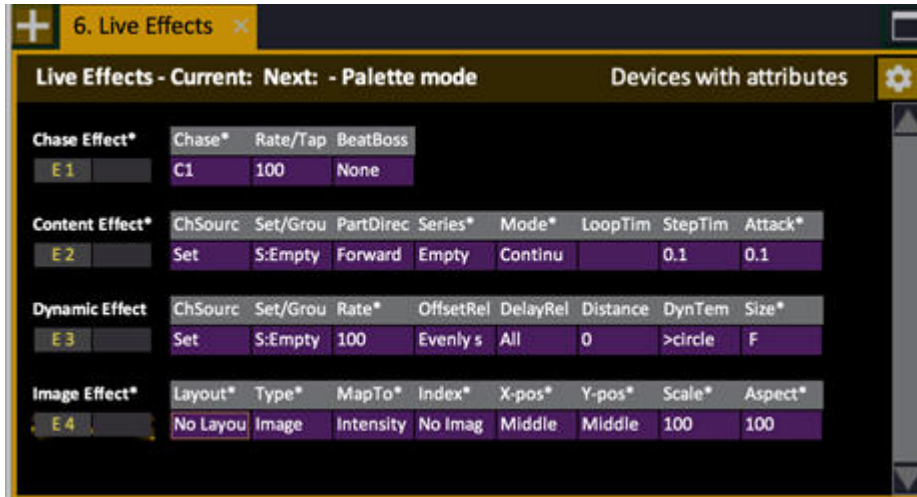 6. Live Effects
Live Effects - Current: Next: - Palette mode Devices with attributes
Chase Effect* Chase* Rate/Tap BeatBoss
E 1 C1 100 None
Content Effect* ChSourc Set/Grou PartDirec Series* Mode* LoopTim StepTim Attack*
E 2 Set S:Empty Forward Empty Continu 0.1 0.1
Dynamic Effect ChSourc Set/Grou Rate* OffsetRel DelayRel Distance DynTem Size*
E 3 Set S:Empty 100 Evenly s All 0 >circle F
Image Effect* Layout* Type* MapTo* Index* X-pos* Y-pos* Scale* Aspect*
E 4 No Layou Image Intensity No Imag Middle Middle 100 100